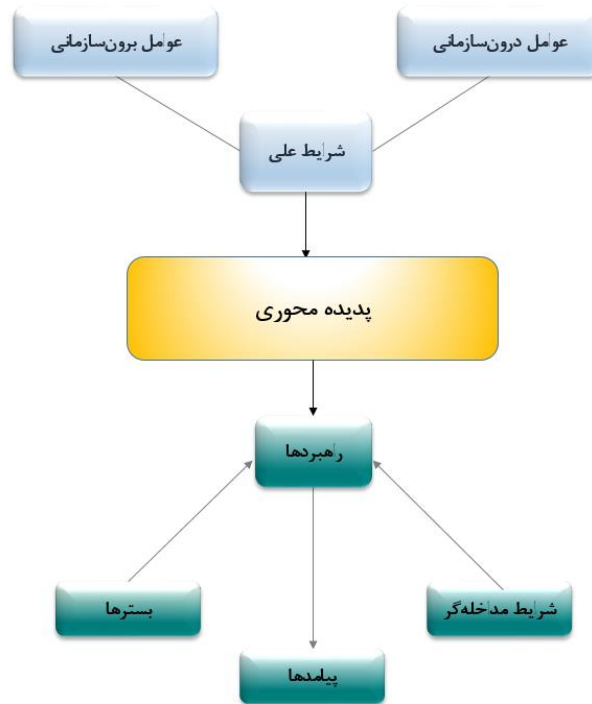 عوامل درون‌سازمانی
عوامل برون‌سازمانی
شرایط علی
پدیده محوری
راهبردها
شرایط مداخله‌گر
بسترها
پیامدها